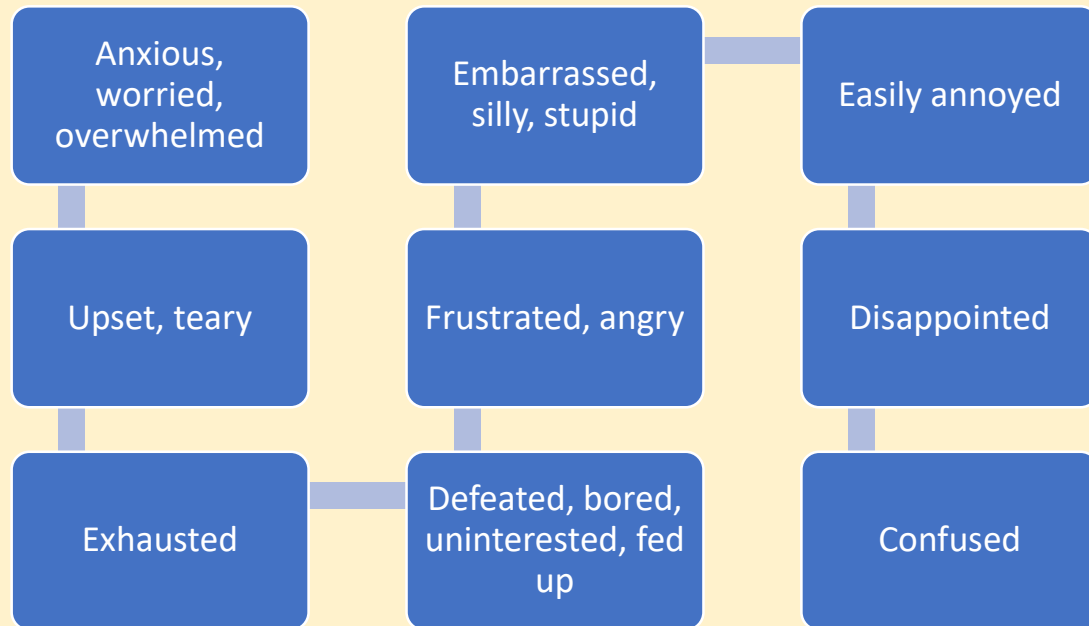 Anxious,
worried,
overwhelmed
Upset, teary
Exhausted
Defeated, bored,
uninterested, fed
up
Frustrated, angry
Embarrassed,
silly, stupid
Easily annoyed
Disappointed
Confused